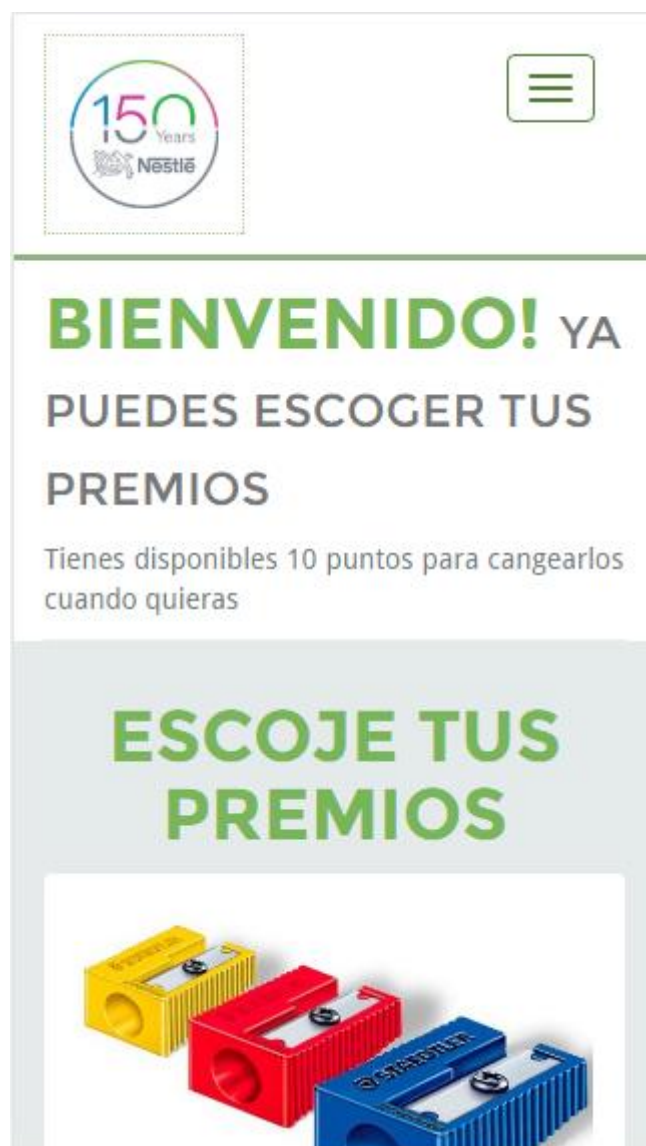 150
Years
Nestlé
BIENVENIDO! YA
PUEDES ESCOGER TUS
PREMIOS
Tienes disponibles 10 puntos para cangearlos
cuando quieras
ESCOJE TUS
PREMIOS
STAEDTLER